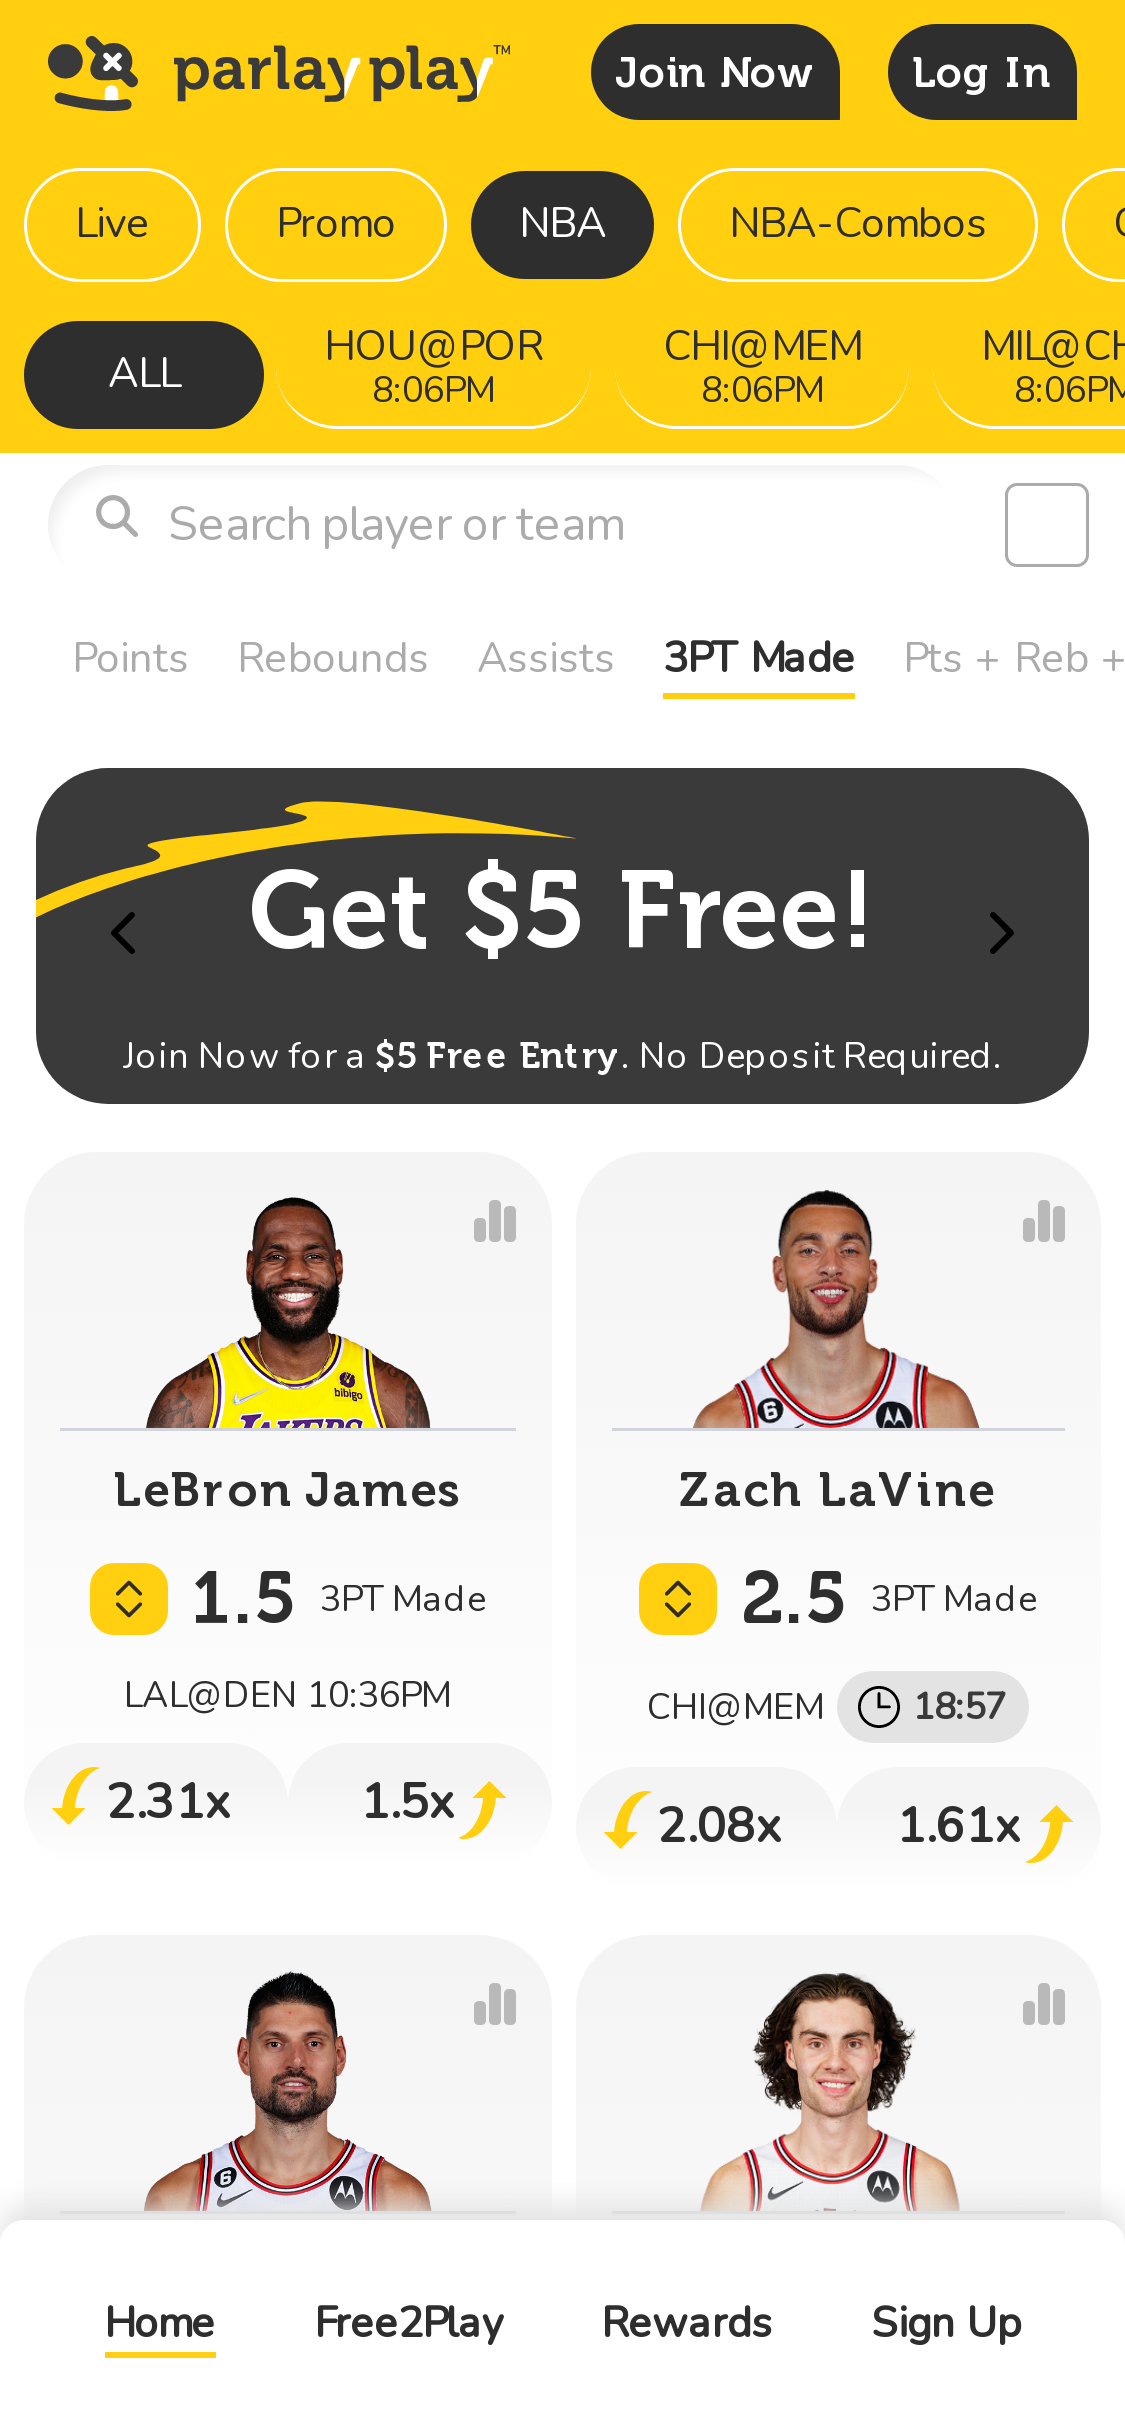 parlay play™
Join Now
Log In
Live
Promo
NBA
NBA-Combos
ALL
HOU@POR
8:06PM
CHI@MEM
8:06PM
MIL@CH
8:06PM
Search player or team
Points
Rebounds
Assists
3PT Made
Pts + Reb +
Get $5 Free!
Join Now for a $5 Free Entry. No Deposit Required.
bibigo
LAKERS
6
LeBron James
Zach LaVine
1.5 3PT Made
2.5 3PT Made
LAL@DEN 10:36PM
CHI@MEM 18:57
2.31x
1.5x
2.08x
1.61x
6
Home
Free2Play
Rewards
Sign Up